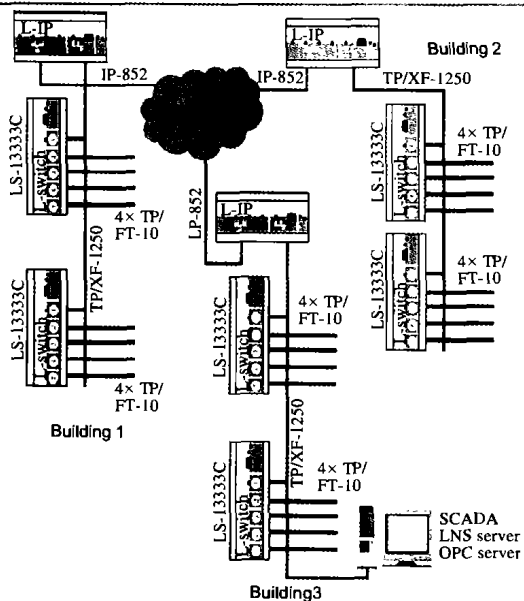 L-IP
IP-852
LS-13333C
L-switch
4× TP/
FT-10
TP/XF-1250
LS-13333C
L-switch
4× TP/
FT-10
Building 1
L-IP
Building 2
IP-852
TP/XF-1250
LS-13333C
L-switch
4× TP/
FT-10
LS-13333C
L-switch
4× TP/
FT-10
LP-852
L-IP
LS-13333C
L-switch
4× TP/
FT-10
TP/XF-1250
LS-13333C
L-switch
4× TP/
FT-10
SCADA
LNS server
OPC server
Building3